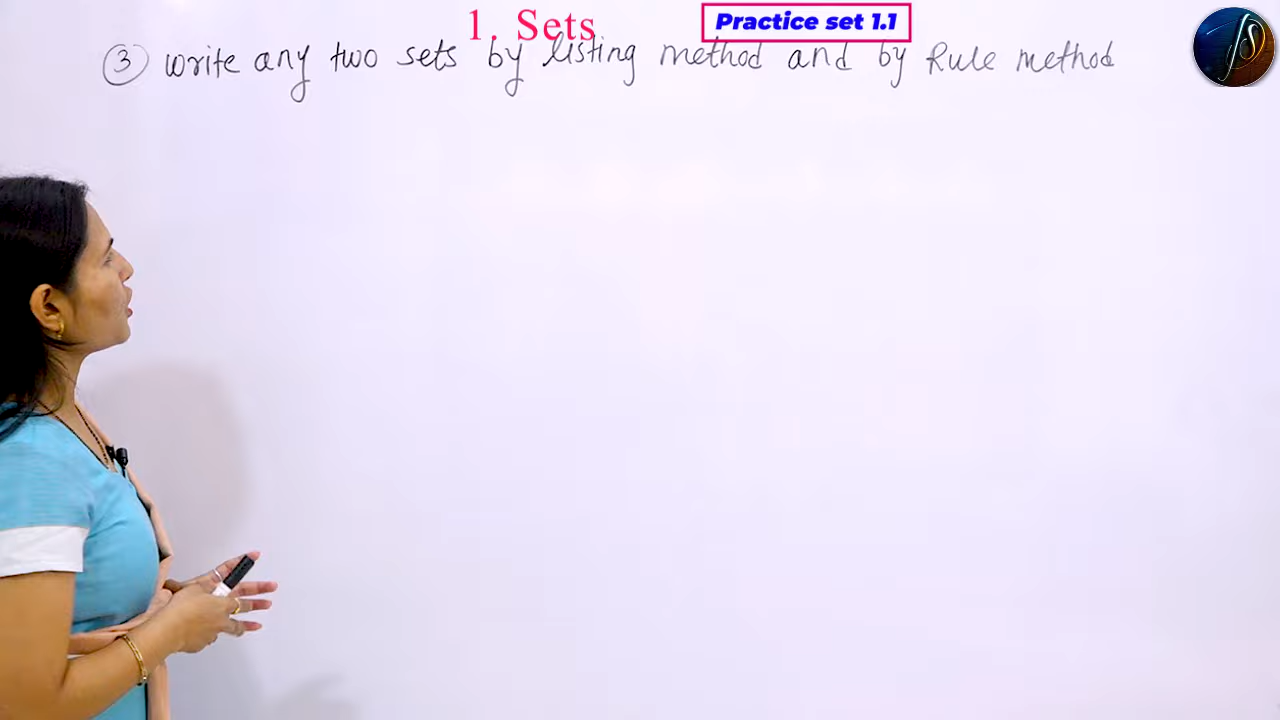 1. Sets
Practice set 1.1
③ write any two sets by listing method and by Rule method